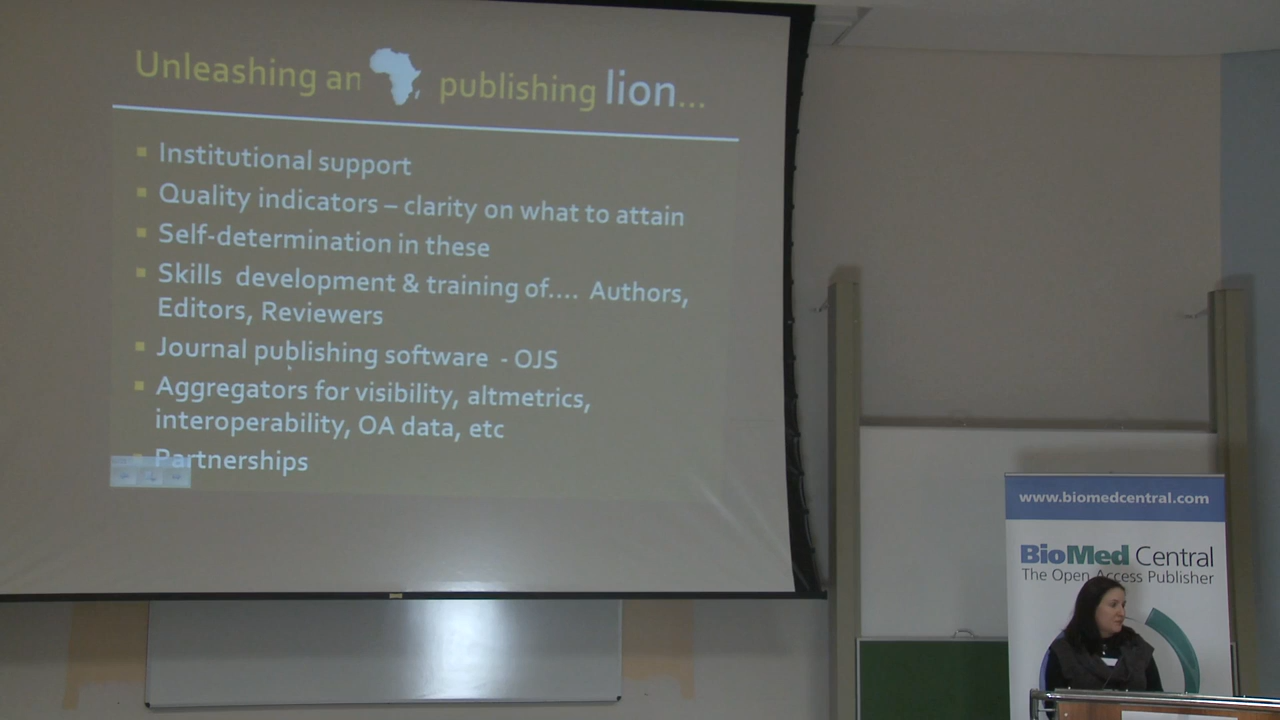 Unleashing an publishing lion...
Institutional support
Quality indicators – clarity on what to attain
Self-determination in these
Skills development & training of.... Authors,
Editors, Reviewers
Journal publishing software - OJS
Aggregators for visibility, altmetrics,
interoperability, OA data, etc
Partnerships
www.biomedcentral.com
BioMed Central
The Open Access Publisher